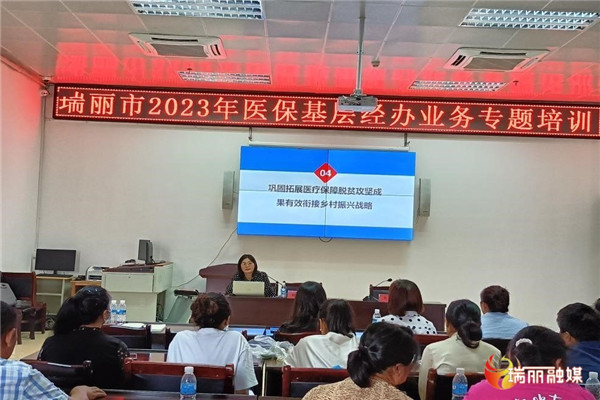 瑞丽市2023年医保基层经办业务专题培训
04
巩固拓展医疗保障脱贫攻坚成
果有效衔接乡村振兴战略
瑞丽融媒